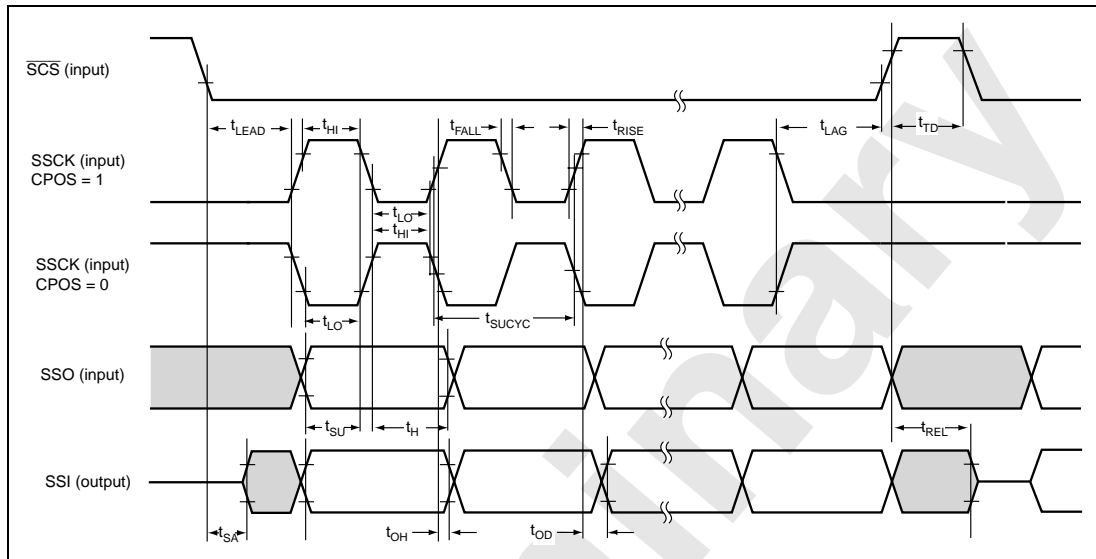 SCS (input)
tLEAD
tHI
tFALL
tRISE
tLAG
tTD
SSCK (input)
CPOS = 1
tLO
tHI
SSCK (input)
CPOS = 0
tLO
tSUCYC
SSO (input)
tSU
tH
tREL
SSI (output)
tSA
tOH
tOD